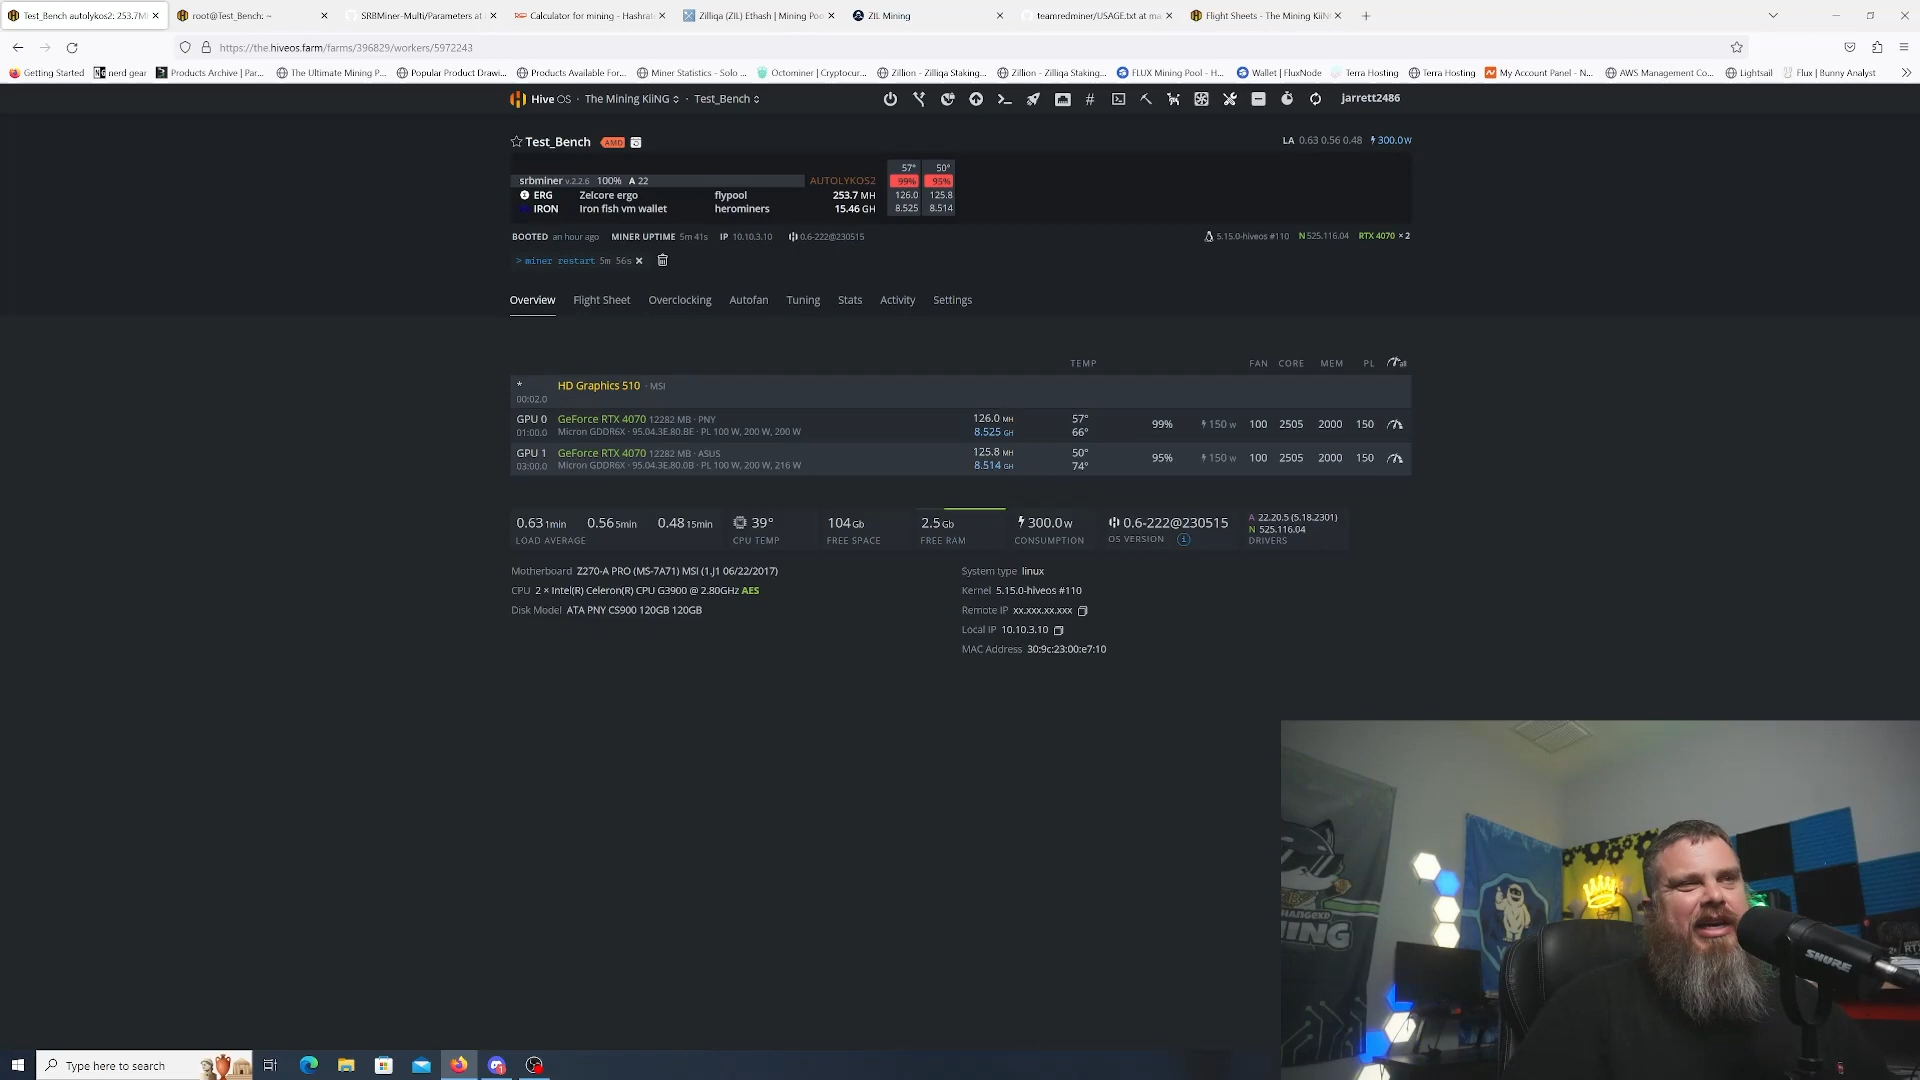 Test_Bench autolykos2; 253.7M
root@Test_Bench: ~
SRBMiner-Multi/Parameters at
Calculator for mining - Hashrate
Zilliqa (ZIL) Ethash | Mining Poo
ZIL Mining
teamredminer/USAGE.txt at ma
Flight Sheets - The Mining KiiN
https://the.hiveos.farm/farms/396829/workers/5972243
Getting Started
nerd gear
Products Archive | Par...
The Ultimate Mining P...
Popular Product Drawi...
Products Available For...
Miner Statistics - Solo ...
Octominer | Cryptocur...
Zillion - Zilliqa Staking...
Zillion - Zilliqa Staking...
FLUX Mining Pool - H...
Wallet | FluxNode
Terra Hosting
Terra Hosting
My Account Panel - N...
AWS Management Co...
Lightsail
Flux | Bunny Analyst
Hive OS · The Mining KiiNG · Test_Bench
jarrett2486
Test_Bench AMD
LA 0.63 0.56 0.48 300.0W
57° 50°
srbminer v.2.2.6 100% A 22 AUTOLYKOS2 99% 95%
ERG Zelcore ergo flypool 253.7 MH 126.0 125.8
IRON Iron fish vm wallet herominers 15.46 GH 8.525 8.514
BOOTED an hour ago MINER UPTIME 5m 41s IP 10.10.3.10 0.6-222@230515
5.15.0-hiveos #110 N 525.116.04 RTX 4070 × 2
> miner restart 5m 56s ×
Overview Flight Sheet Overclocking Autofan Tuning Stats Activity Settings
TEMP FAN CORE MEM PL all
* HD Graphics 510 · MSI
00:02.0
GPU 0 GeForce RTX 4070 12282 MB · PNY 126.0 MH 57° 99% 150 W 100 2505 2000 150
01:00.0 Micron GDDR6X · 95.04.3E.80.BE · PL 100 W, 200 W, 200 W 8.525 GH 66°
GPU 1 GeForce RTX 4070 12282 MB · ASUS 125.8 MH 50° 95% 150 W 100 2505 2000 150
03:00.0 Micron GDDR6X · 95.04.3E.80.0B · PL 100 W, 200 W, 216 W 8.514 GH 74°
0.63 1min 0.56 5min 0.48 15min
LOAD AVERAGE
39°
CPU TEMP
104 Gb
FREE SPACE
2.5 Gb
FREE RAM
300.0 W
CONSUMPTION
0.6-222@230515
OS VERSION
A 22.20.5 (5.18.2301)
N 525.116.04
DRIVERS
Motherboard Z270-A PRO (MS-7A71) MSI (1.J1 06/22/2017)
CPU 2 × Intel(R) Celeron(R) CPU G3900 @ 2.80GHz AES
Disk Model ATA PNY CS900 120GB 120GB
System type linux
Kernel 5.15.0-hiveos #110
Remote IP xx.xxx.xx.xxx
Local IP 10.10.3.10
MAC Address 30:9c:23:00:e7:10
SHURE
Type here to search